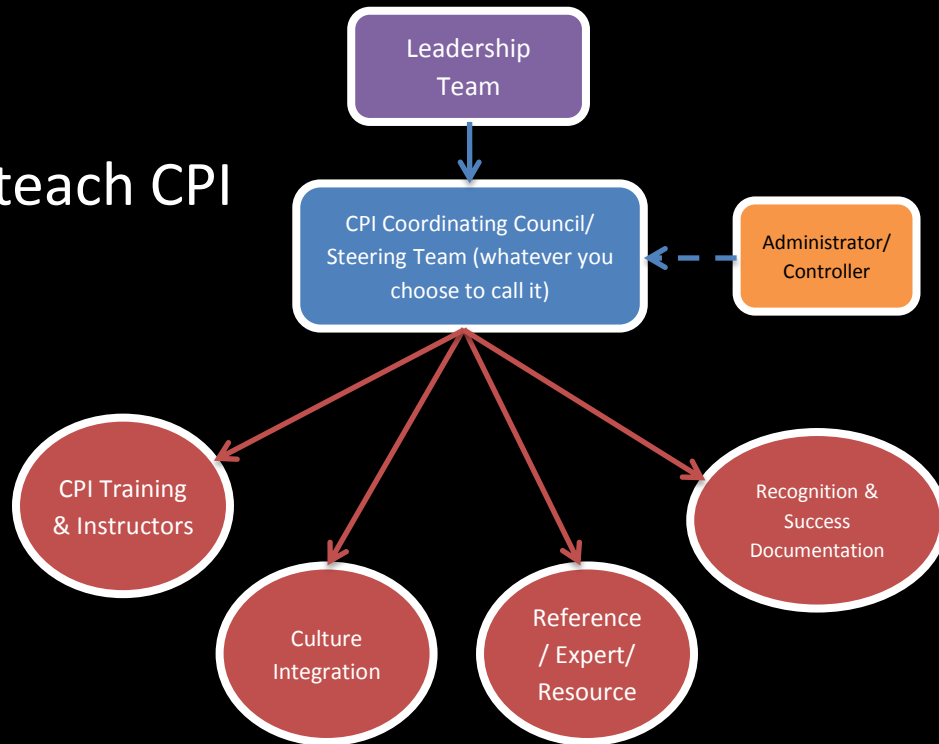 Leadership
Team
teach CPI
CPI Coordinating Council/
Steering Team (whatever you
choose to call it)
Administrator/
Controller
CPI Training
& Instructors
Recognition &
Success
Documentation
Culture
Integration
Reference
/ Expert/
Resource